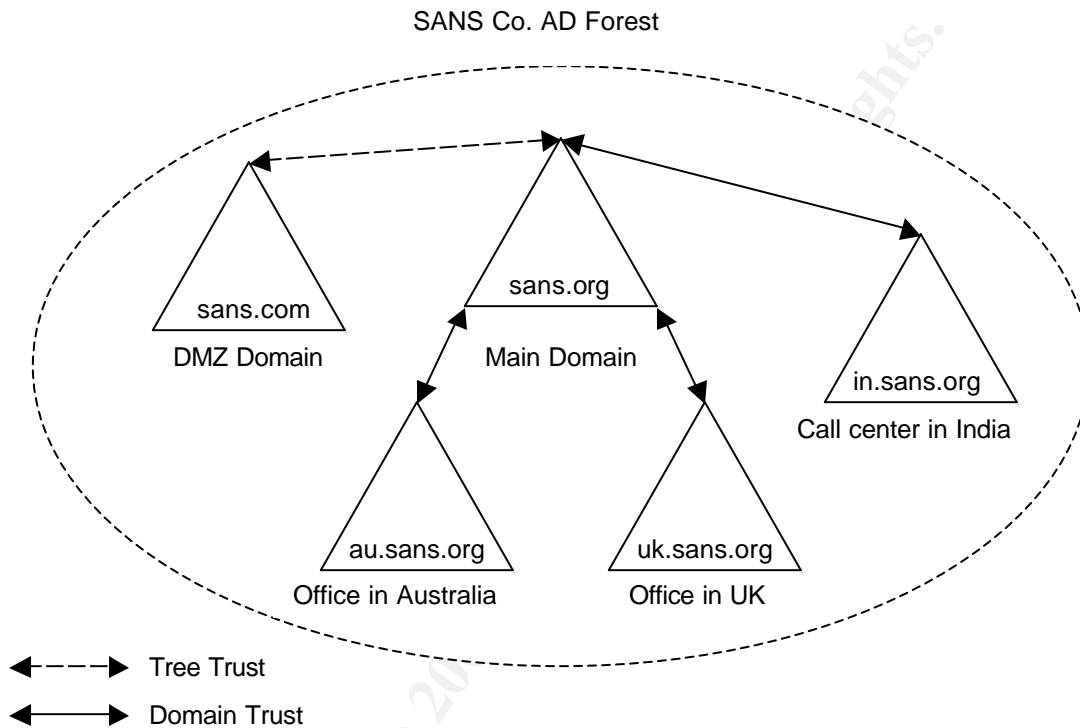 SANS Co. AD Forest
ghts.
sans.com
DMZ Domain
sans.org
Main Domain
in.sans.org
Call center in India
au.sans.org
Office in Australia
uk.sans.org
Office in UK
Tree Trust
Domain Trust